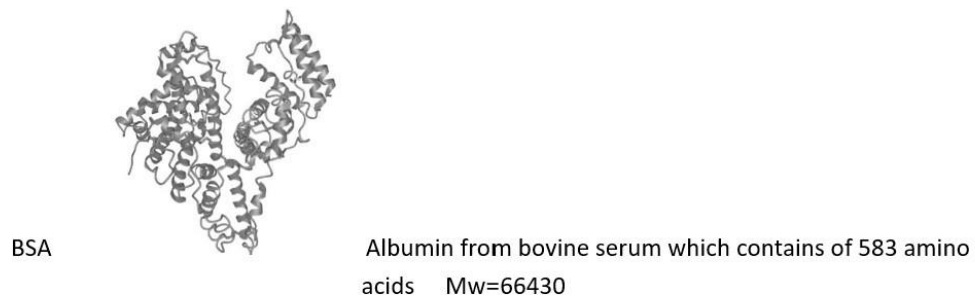 BSA Albumin from bovine serum which contains of 583 amino
acids Mw=66430